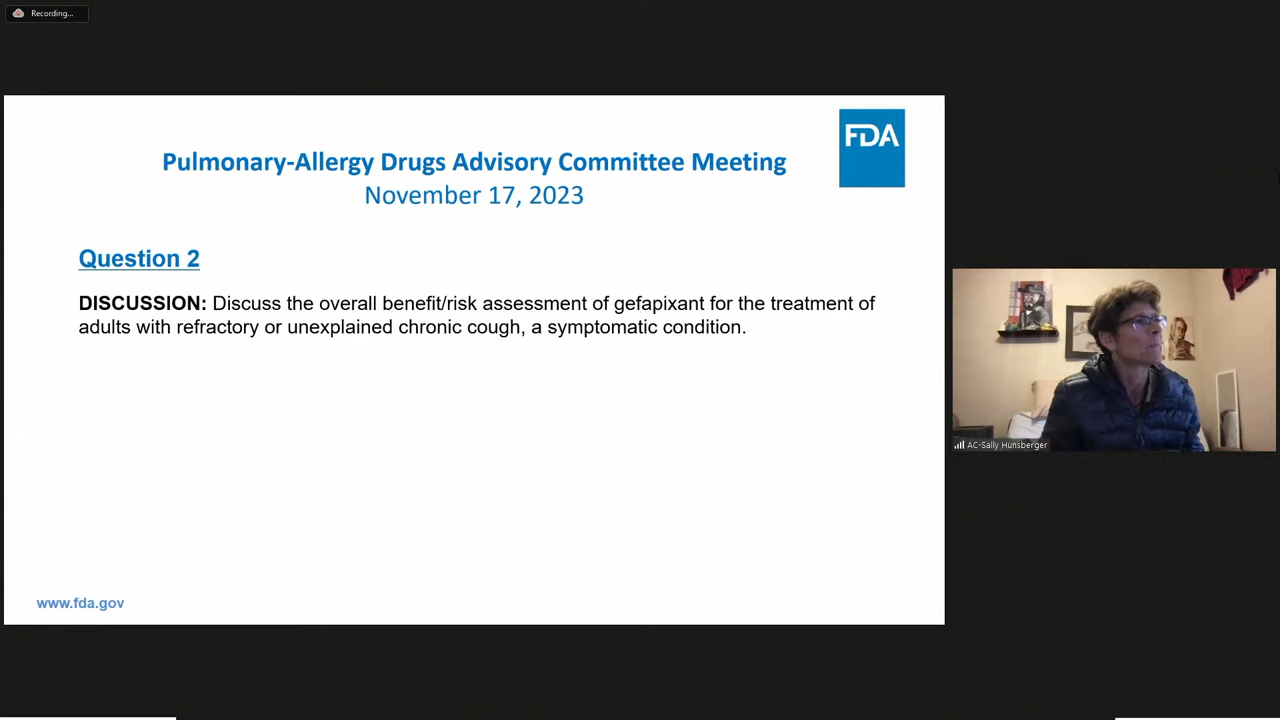 Recording...
FDA
Pulmonary-Allergy Drugs Advisory Committee Meeting
November 17, 2023
Question 2
DISCUSSION: Discuss the overall benefit/risk assessment of gefapixant for the treatment of
adults with refractory or unexplained chronic cough, a symptomatic condition.
AC-Sally Hunsberger
www.fda.gov